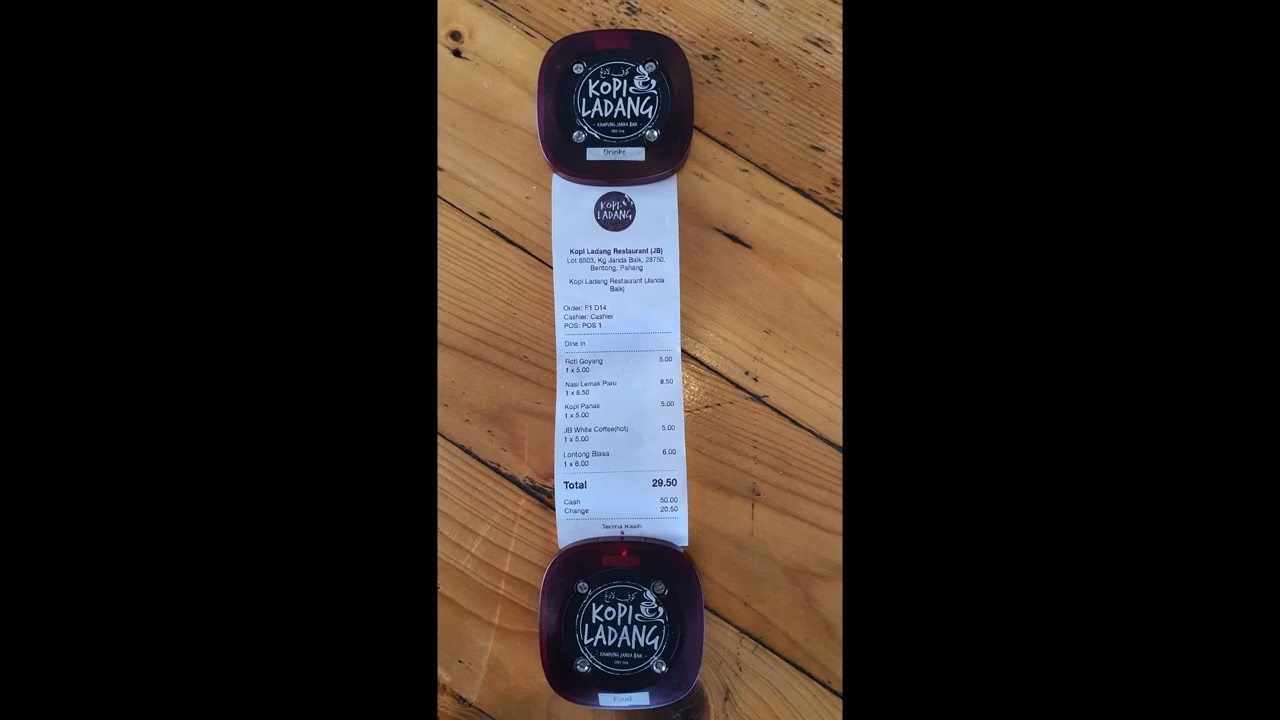 كوفي لادڠ
KOPI
LADANG
- KAMPUNG JANDA BAIK -
Drinks
KOPI
LADANG
Kopi Ladang Restaurant (JB)
Lot 6503, Kg Janda Baik, 28750,
Bentong, Pahang
Kopi Ladang Restaurant (Janda
Baik)
Order: F1 D14
Cashier: Cashier
POS: POS 1
Dine In
Roti Goyang 5.00
1 x 5.00
Nasi Lemak Paru 8.50
1 x 8.50
Kopi Panas 5.00
1 x 5.00
JB White Coffee(hot) 5.00
1 x 5.00
Lontong Biasa 6.00
1 x 6.00
Total 29.50
Cash 50.00
Change 20.50
Terima Kasih
&
كوفي لادڠ
KOPI
LADANG
- KAMPUNG JANDA BAIK -
Food